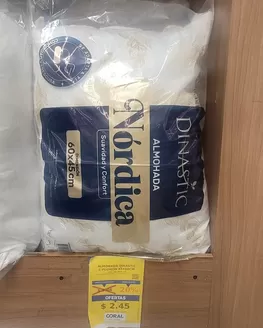 DINASTIC
ALMOHADA
Nórdica
Suavidad y Confort
60x45cm
OFERTAS
$ 2.45
CORAL